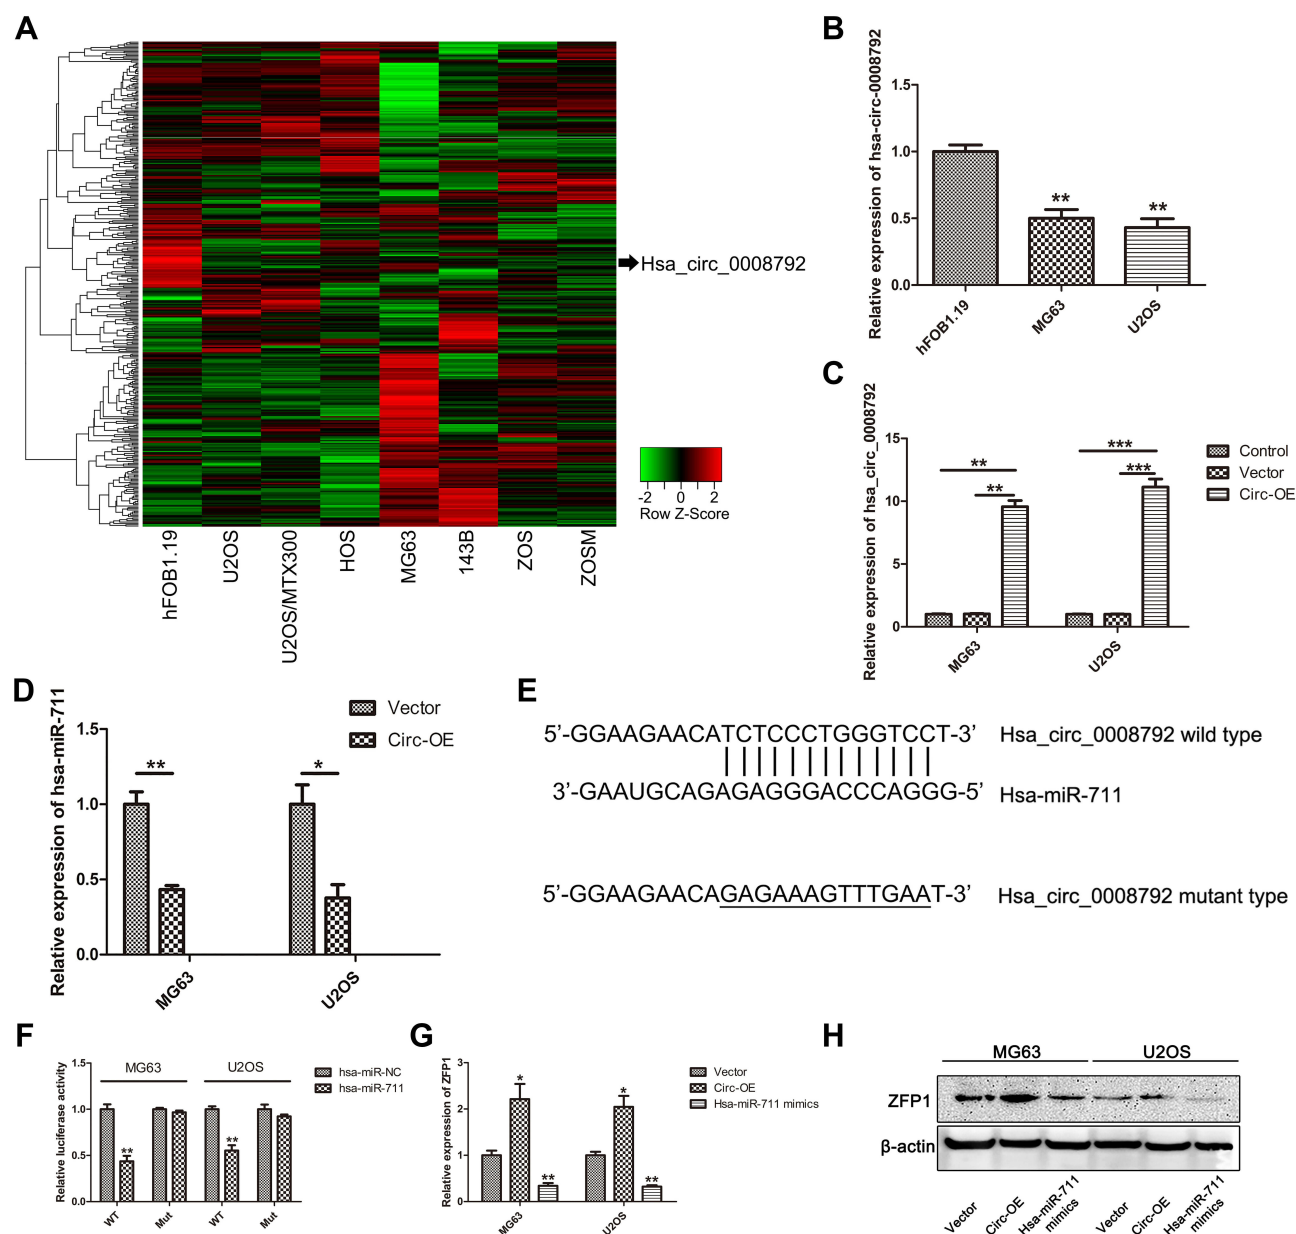 A
Hsa_circ_0008792
-2 0 2
Row Z-Score
hFOB1.19
U2OS
U2OS/MTX300
HOS
MG63
143B
ZOS
ZOSM
B
Relative expression of hsa-circ-0008792
1.5
1.0
0.5
0.0
** **
hFOB1.19
MG63
U2OS
C
Relative expression of hsa_circ_0008792
15
10
5
0
** ***
** ***
MG63
U2OS
Control
Vector
Circ-OE
D
Relative expression of hsa-miR-711
1.5
1.0
0.5
0.0
** *
MG63
U2OS
Vector
Circ-OE
E
5’-GGAAGAACATCTCCCTGGGTCCT-3’ Hsa_circ_0008792 wild type
3’-GAAUGCAGAGAGGGACCCAGGG-5’ Hsa-miR-711
5’-GGAAGAACAGAGAAAGTTTGAAT-3’ Hsa_circ_0008792 mutant type
F
Relative luciferase activity
1.5
1.0
0.5
0.0
MG63 U2OS
** **
WT
Mut
WT
Mut
hsa-miR-NC
hsa-miR-711
G
Relative expression of ZFP1
3
2
1
0
* *
** **
MG63
U2OS
Vector
Circ-OE
Hsa-miR-711 mimics
H
MG63 U2OS
ZFP1
β-actin
Vector
Circ-OE
Hsa-miR-711
mimics
Vector
Circ-OE
Hsa-miR-711
mimics